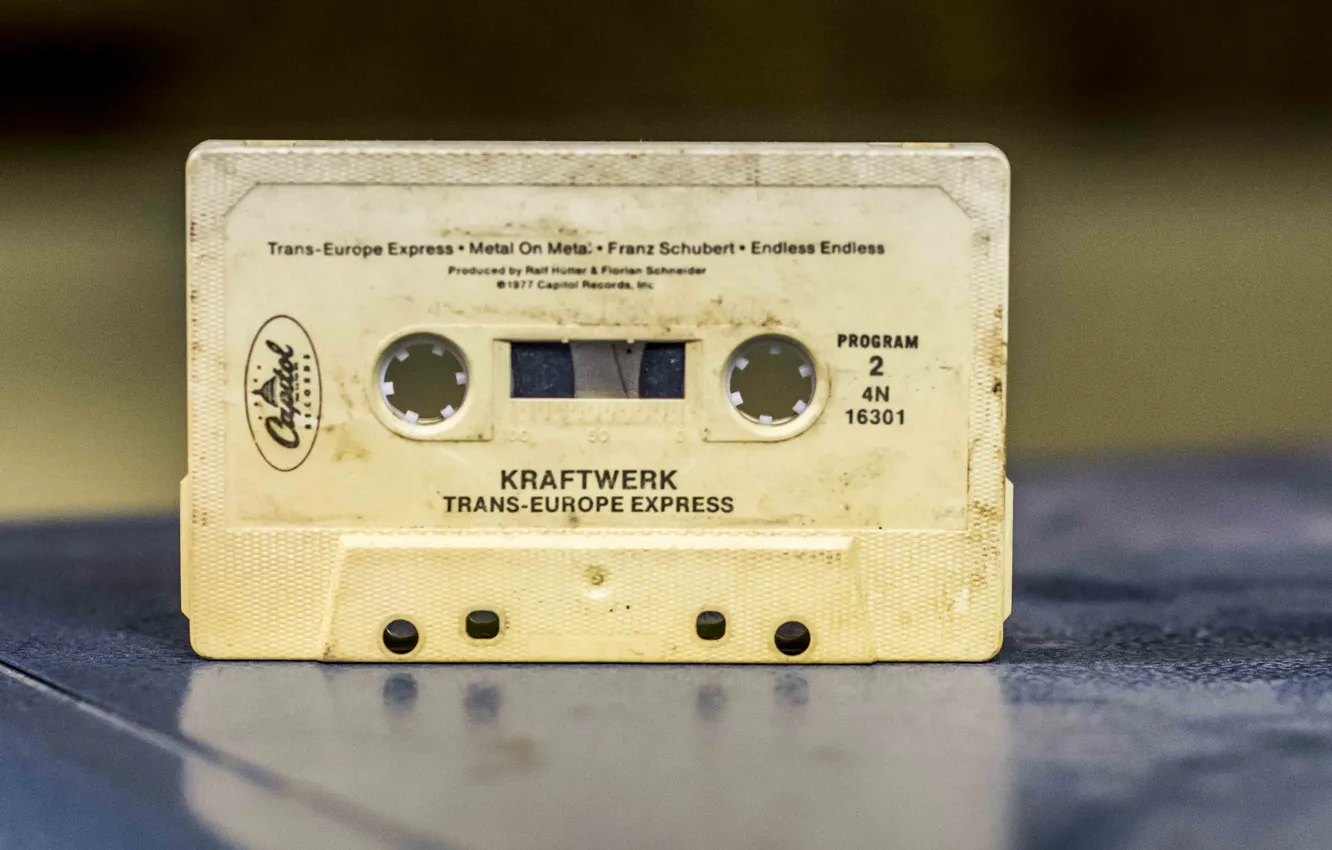 Trans-Europe Express • Metal On Metal • Franz Schubert • Endless Endless
Produced by Ralf Hütter & Florian Schneider
©1977 Capitol Records, Inc
Capitol
RECORDS
PROGRAM
2
4N
16301
100 50 0
KRAFTWERK
TRANS-EUROPE EXPRESS